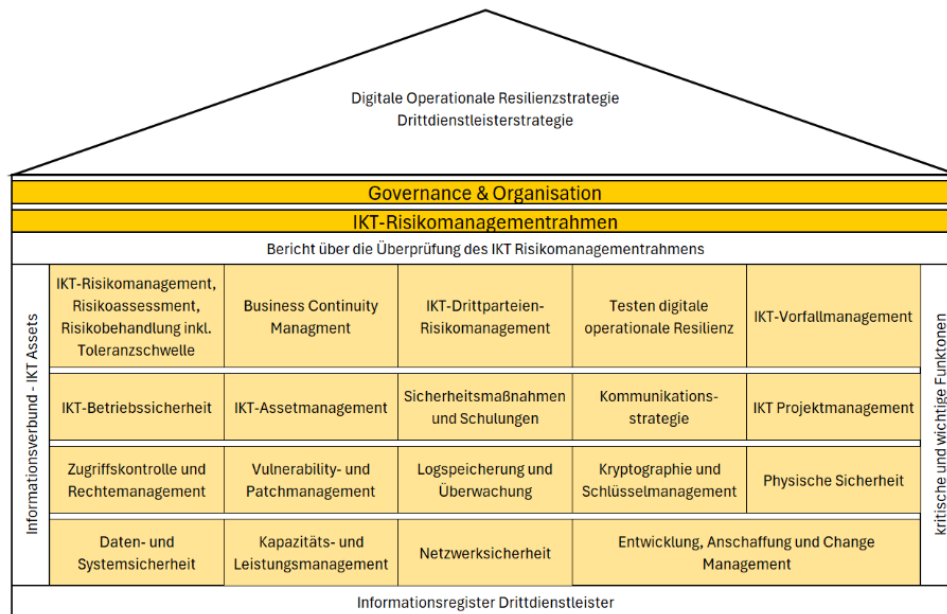 Digitale Operationale Resilienzstrategie
Drittdienstleisterstrategie
Governance & Organisation
IKT-Risikomanagementrahmen
Bericht über die Überprüfung des IKT Risikomanagementrahmens
Informationsverbund - IKT Assets
IKT-Risikomanagement,
Risikoassessment,
Risikobehandlung inkl.
Toleranzschwelle
Business Continuity
Managment
IKT-Drittparteien-
Risikomanagement
Testen digitale
operationale Resilienz
IKT-Vorfallmanagement
IKT-Betriebssicherheit
IKT-Assetmanagement
Sicherheitsmaßnahmen
und Schulungen
Kommunikations-
strategie
IKT Projektmanagement
Zugriffskontrolle und
Rechtemanagement
Vulnerability- und
Patchmanagement
Logspeicherung und
Überwachung
Kryptographie und
Schlüsselmanagement
Physische Sicherheit
Daten- und
Systemsicherheit
Kapazitäts- und
Leistungsmanagement
Netzwerksicherheit
Entwicklung, Anschaffung und Change
Management
kritische und wichtige Funktonen
Informationsregister Drittdienstleister